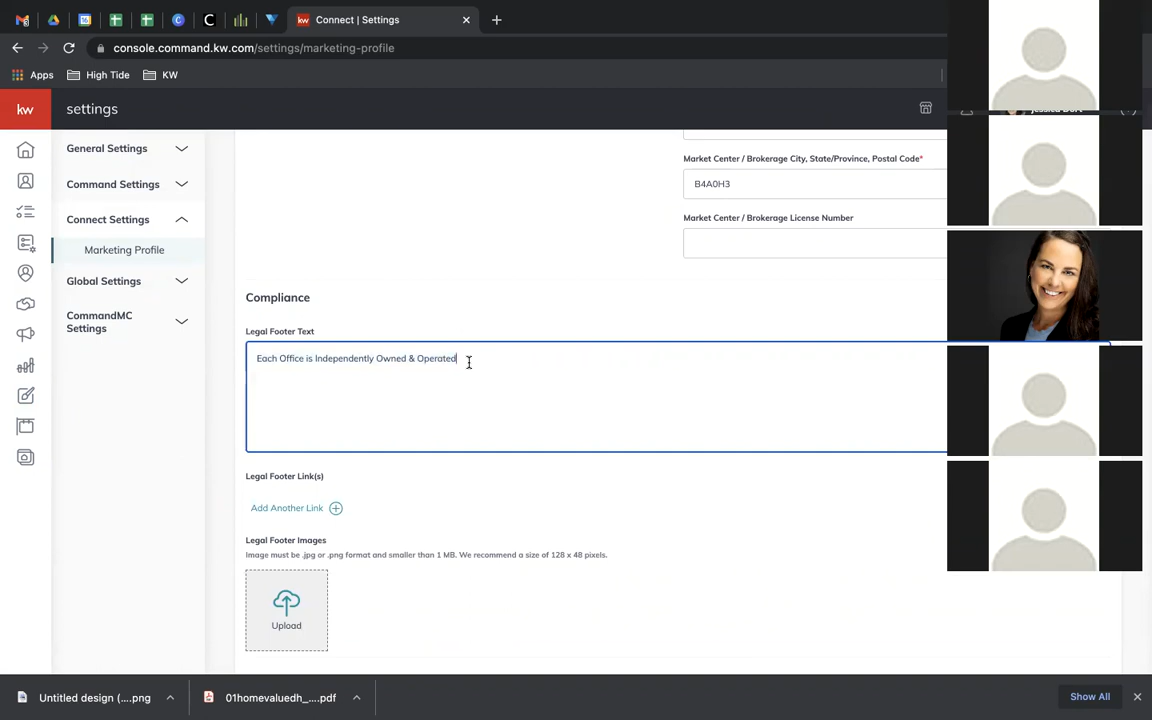 Connect | Settings
console.command.kw.com/settings/marketing-profile
Apps
High Tide
KW
kw
settings
General Settings
Command Settings
Connect Settings
Marketing Profile
Global Settings
CommandMC
Settings
Market Center / Brokerage City, State/Province, Postal Code*
B4A0H3
Market Center / Brokerage License Number
Compliance
Legal Footer Text
Each Office is Independently Owned & Operated
Legal Footer Link(s)
Add Another Link
Legal Footer Images
Image must be .jpg or .png format and smaller than 1 MB. We recommend a size of 128 x 48 pixels.
Upload
Untitled design (....png
01homevaluedh_....pdf
Show All